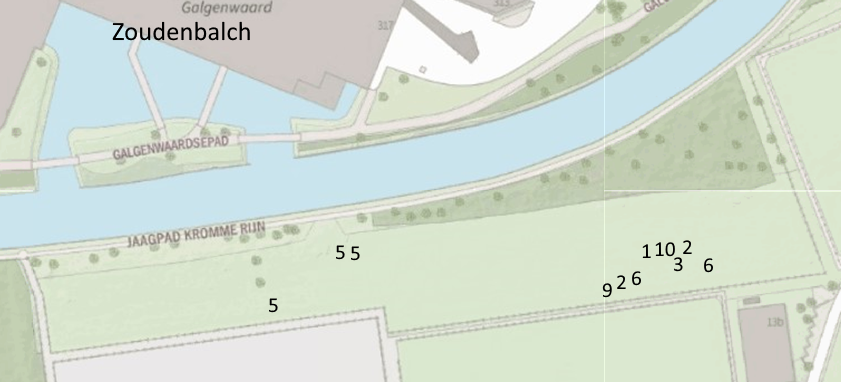 Galgenwaard
Zoudenbalch
317
313
GALGENWAARDSEPAD
JAAGPAD KROMME RIJN
5 5
1 10 2
3 6
9 2 6
5
13b